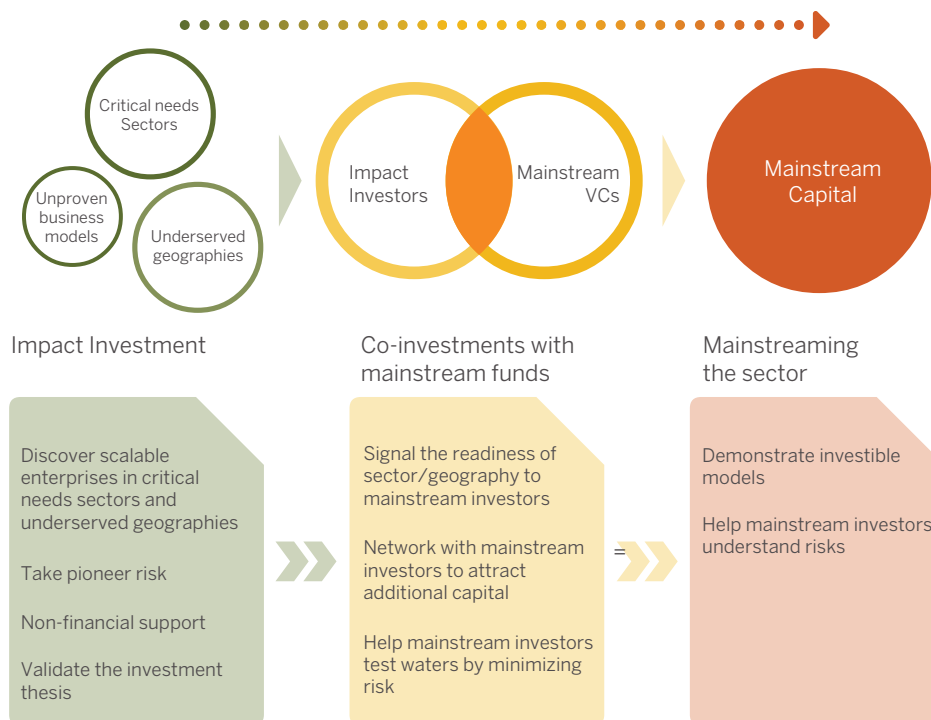 Critical needs
Sectors
Unproven
business
models
Underserved
geographies
Impact
Investors
Mainstream
VCs
Mainstream
Capital
Impact Investment
Co-investments with
mainstream funds
Mainstreaming
the sector
Discover scalable
enterprises in critical
needs sectors and
underserved geographies
Take pioneer risk
Non-financial support
Validate the investment
thesis
Signal the readiness of
sector/geography to
mainstream investors
Network with mainstream
investors to attract
additional capital
Help mainstream investors
test waters by minimizing
risk
=
Demonstrate investible
models
Help mainstream investors
understand risks